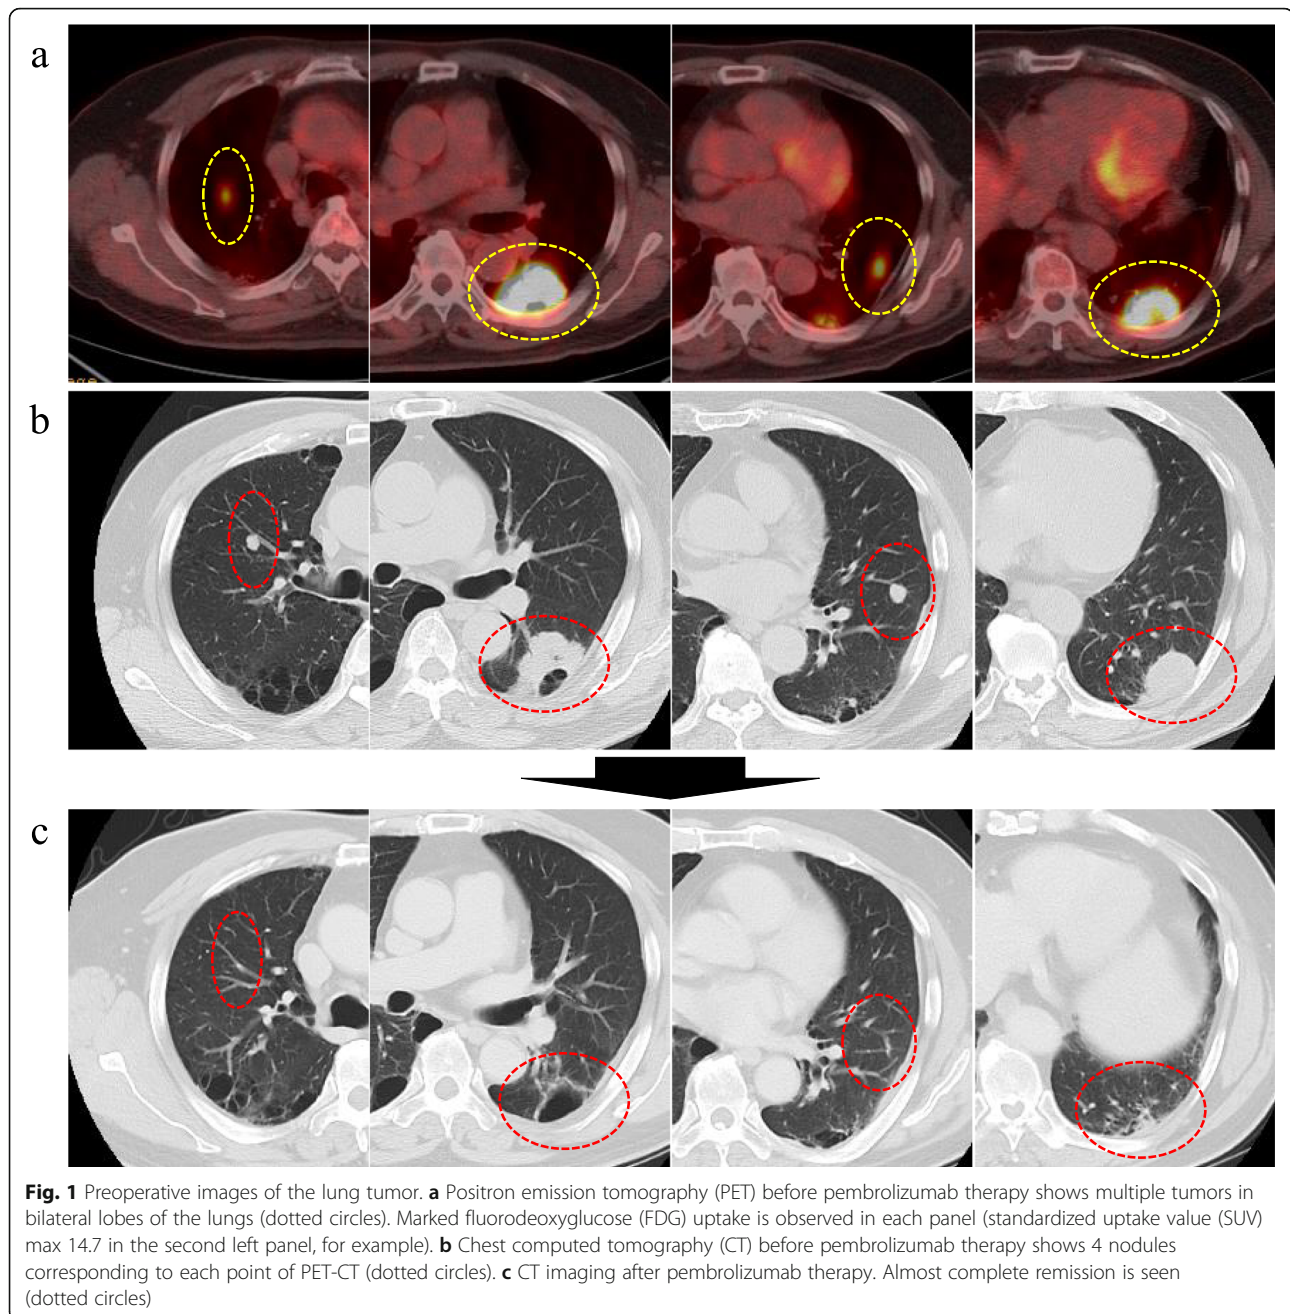 a
age
b
c
Fig. 1 Preoperative images of the lung tumor. a Positron emission tomography (PET) before pembrolizumab therapy shows multiple tumors in
bilateral lobes of the lungs (dotted circles). Marked fluorodeoxyglucose (FDG) uptake is observed in each panel (standardized uptake value (SUV)
max 14.7 in the second left panel, for example). b Chest computed tomography (CT) before pembrolizumab therapy shows 4 nodules
corresponding to each point of PET-CT (dotted circles). c CT imaging after pembrolizumab therapy. Almost complete remission is seen
(dotted circles)